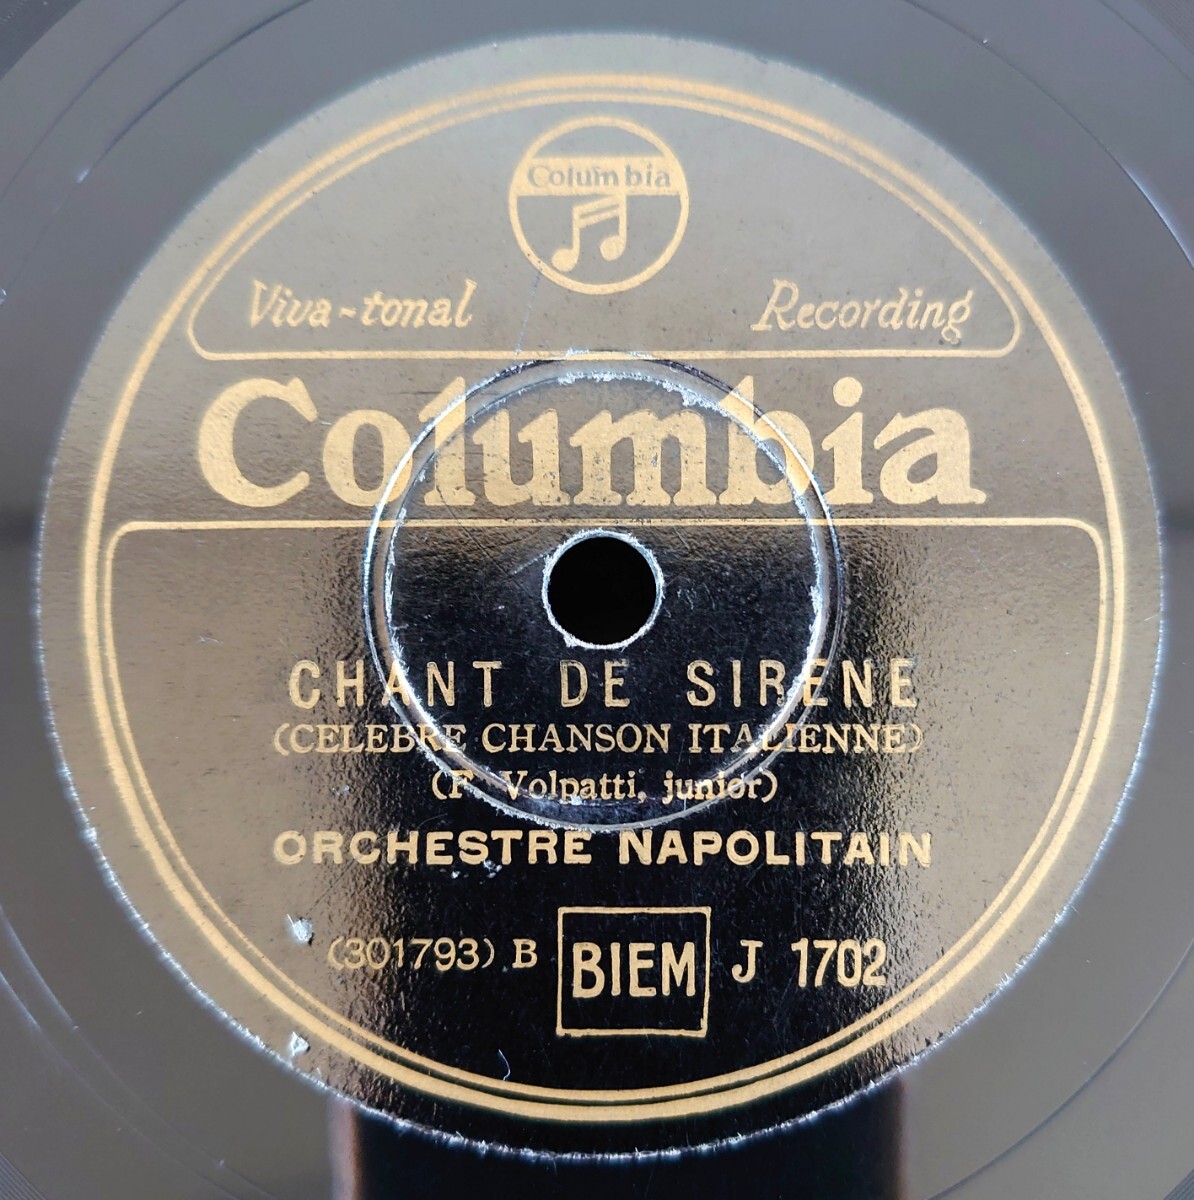 Columbia
Viva-tonal Recording
Columbia
CHANT DE SIRENE
(CELEBRE CHANSON ITALIENNE)
(F. Volpatti, junior)
ORCHESTRE NAPOLITAIN
(301793) B BIEM J 1702